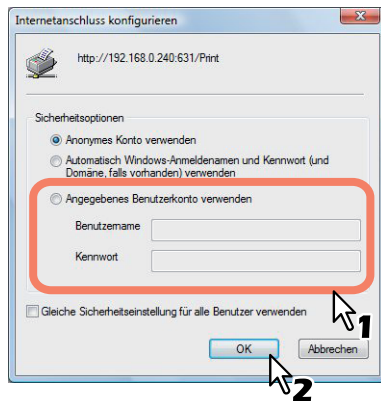 Internetanschluss konfigurieren
http://192.168.0.240:631/Print
Sicherheitsoptionen
Anonymes Konto verwenden
Automatisch Windows-Anmeldenamen und Kennwort (und
Domäne, falls vorhanden) verwenden
Angegebenes Benutzerkonto verwenden
Benutzername
Kennwort
Gleiche Sicherheitseinstellung für alle Benutzer verwenden
1
OK
Abbrechen
2